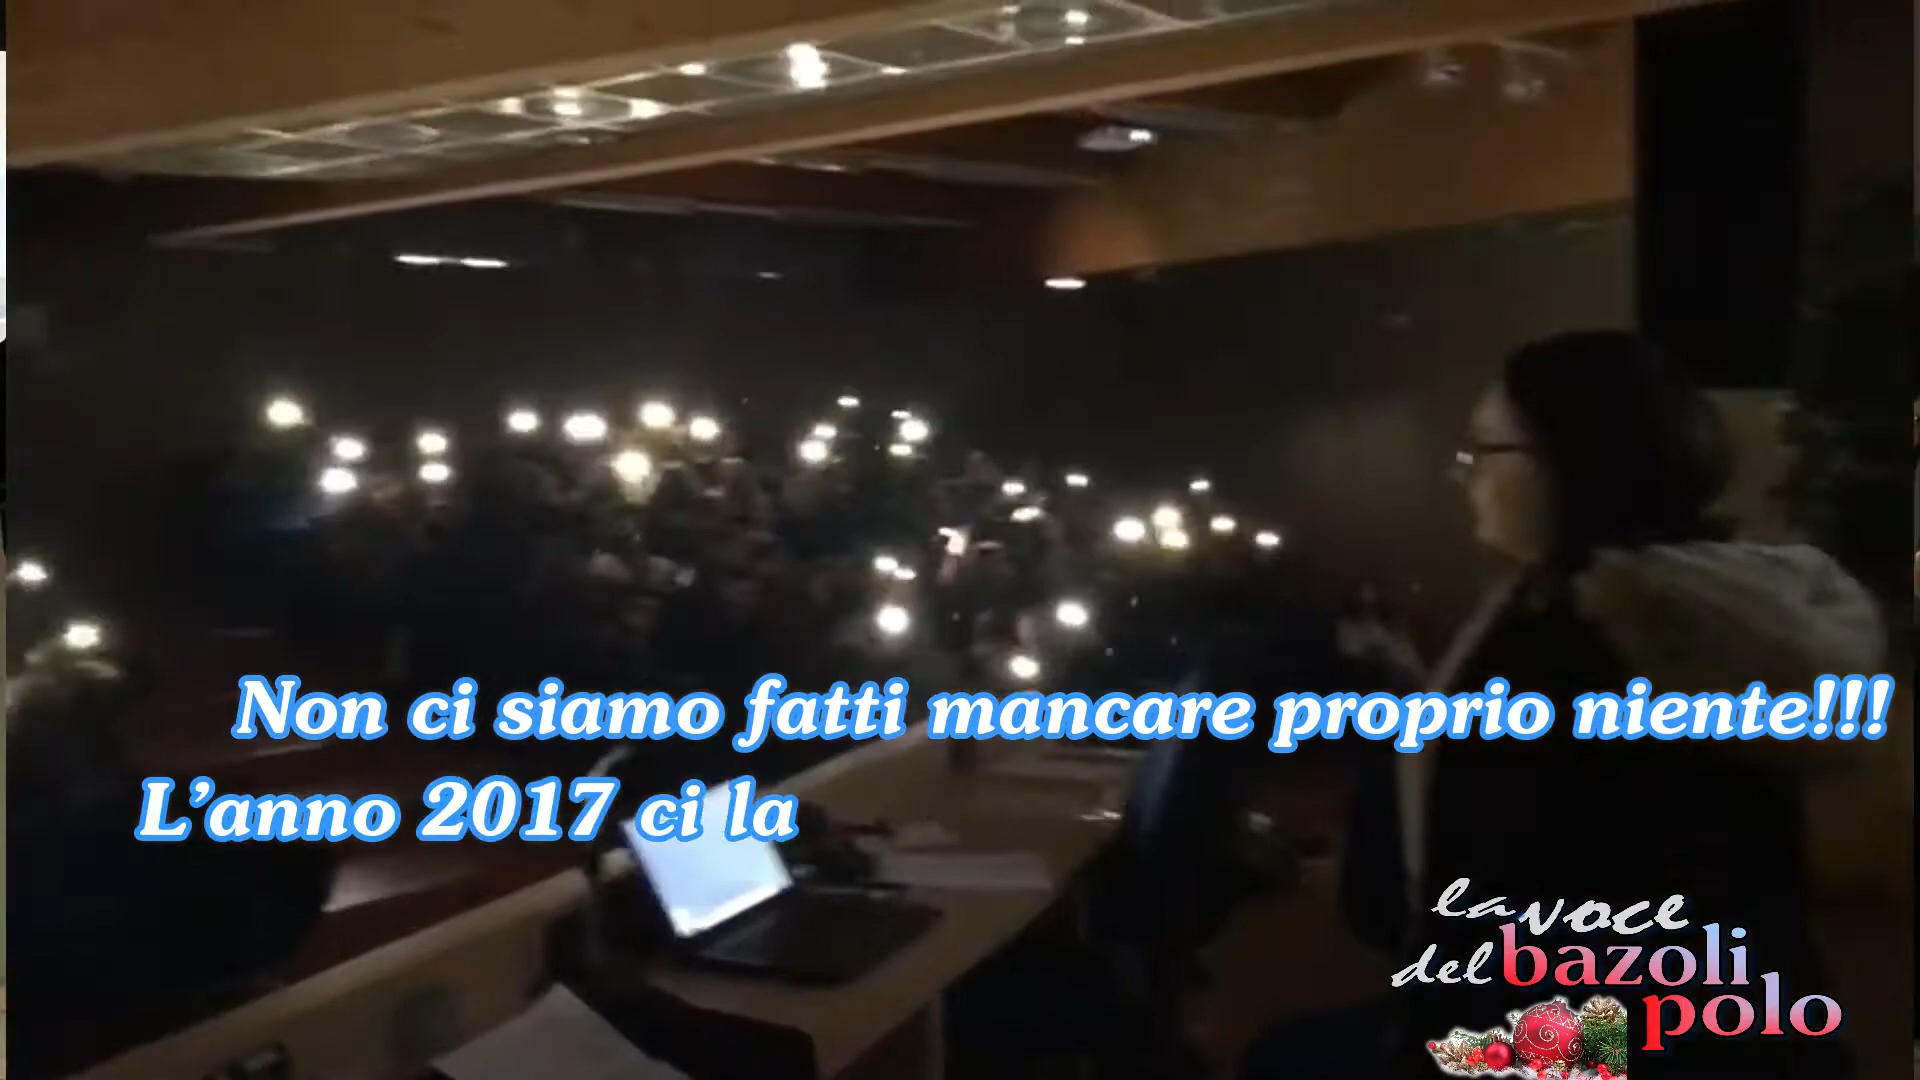 Non ci siamo fatti mancare proprio niente!!!
L'anno 2017 ci la
la voce
del bazoli
polo